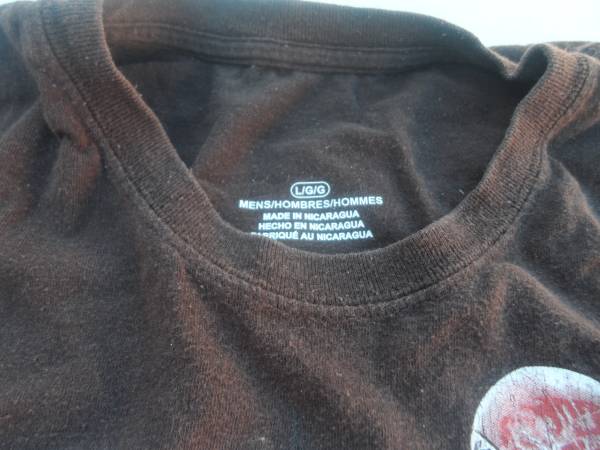 L/G/G
MENS/HOMBRES/HOMMES
MADE IN NICARAGUA
HECHO EN NICARAGUA
FABRIQUÉ AU NICARAGUA